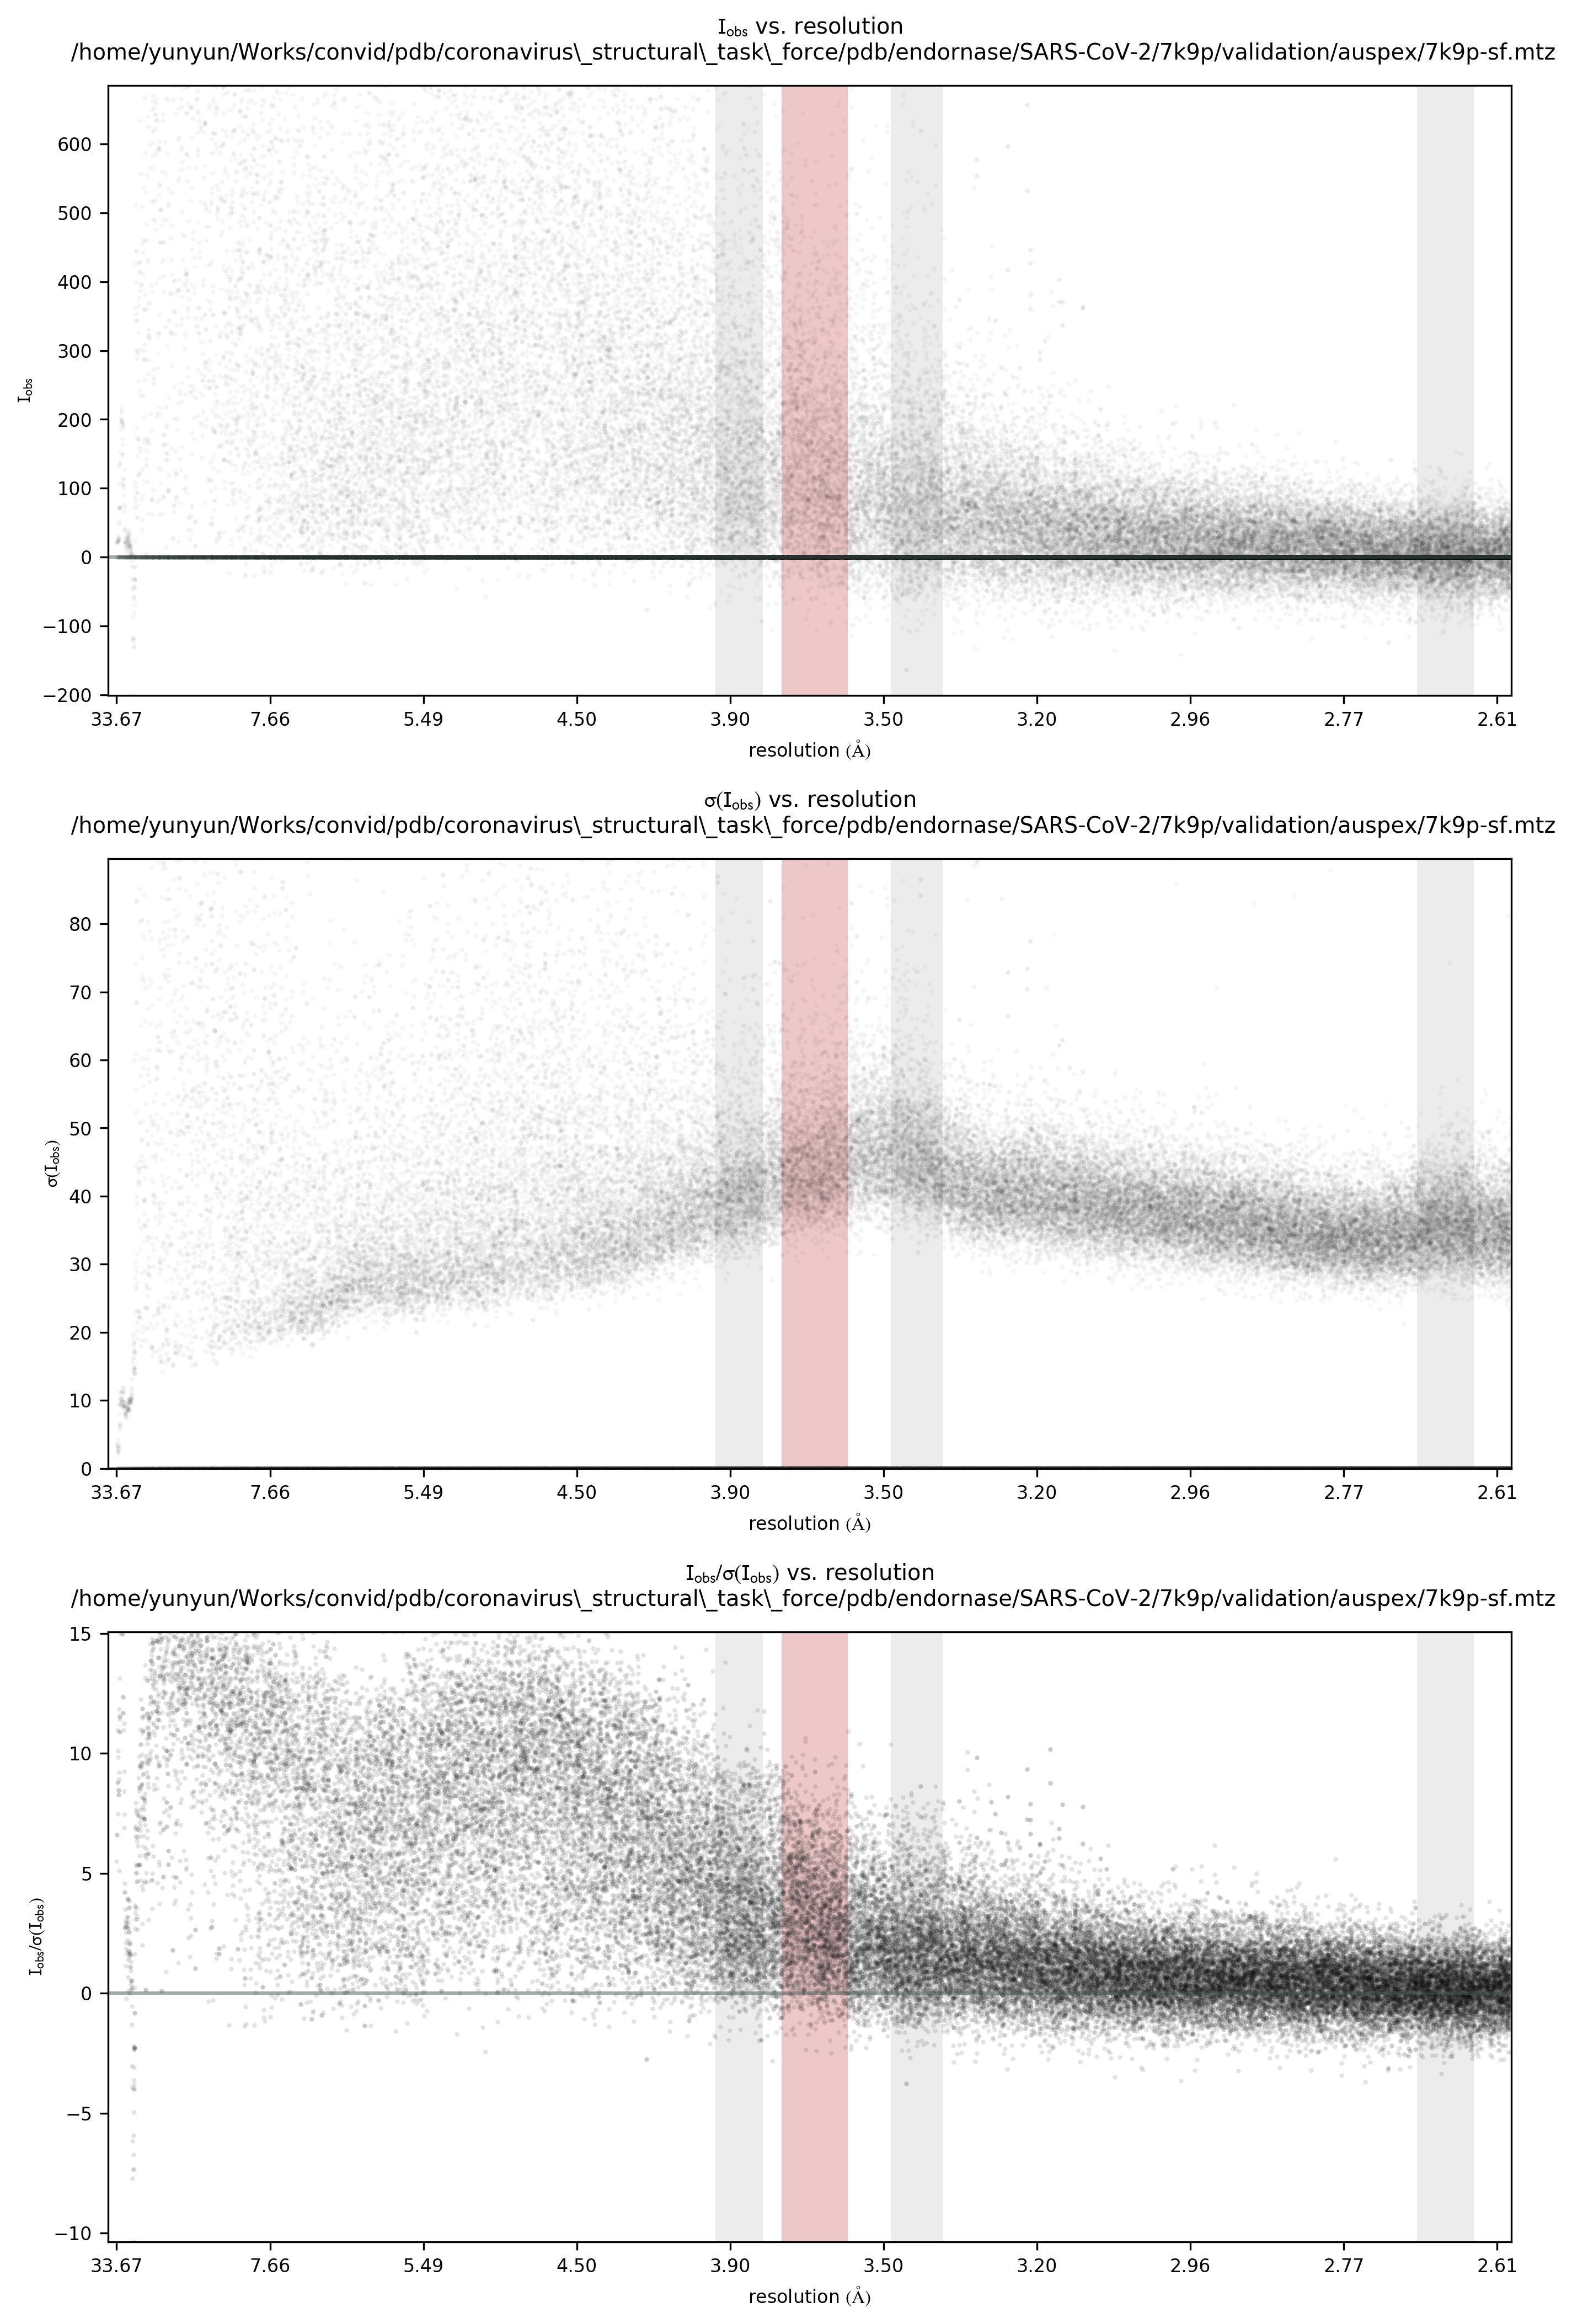 I_obs vs. resolution
/home/yunyun/Works/convid/pdb/coronavirus\_structural\_task\_force/pdb/endornase/SARS-CoV-2/7k9p/validation/auspex/7k9p-sf.mtz
600
500
400
300
200
100
0
−100
−200
I_obs
33.67 7.66 5.49 4.50 3.90 3.50 3.20 2.96 2.77 2.61
resolution (Å)
σ(I_obs) vs. resolution
/home/yunyun/Works/convid/pdb/coronavirus\_structural\_task\_force/pdb/endornase/SARS-CoV-2/7k9p/validation/auspex/7k9p-sf.mtz
80
70
60
50
40
30
20
10
0
σ(I_obs)
33.67 7.66 5.49 4.50 3.90 3.50 3.20 2.96 2.77 2.61
resolution (Å)
I_obs/σ(I_obs) vs. resolution
/home/yunyun/Works/convid/pdb/coronavirus\_structural\_task\_force/pdb/endornase/SARS-CoV-2/7k9p/validation/auspex/7k9p-sf.mtz
15
10
5
0
−5
−10
I_obs/σ(I_obs)
33.67 7.66 5.49 4.50 3.90 3.50 3.20 2.96 2.77 2.61
resolution (Å)